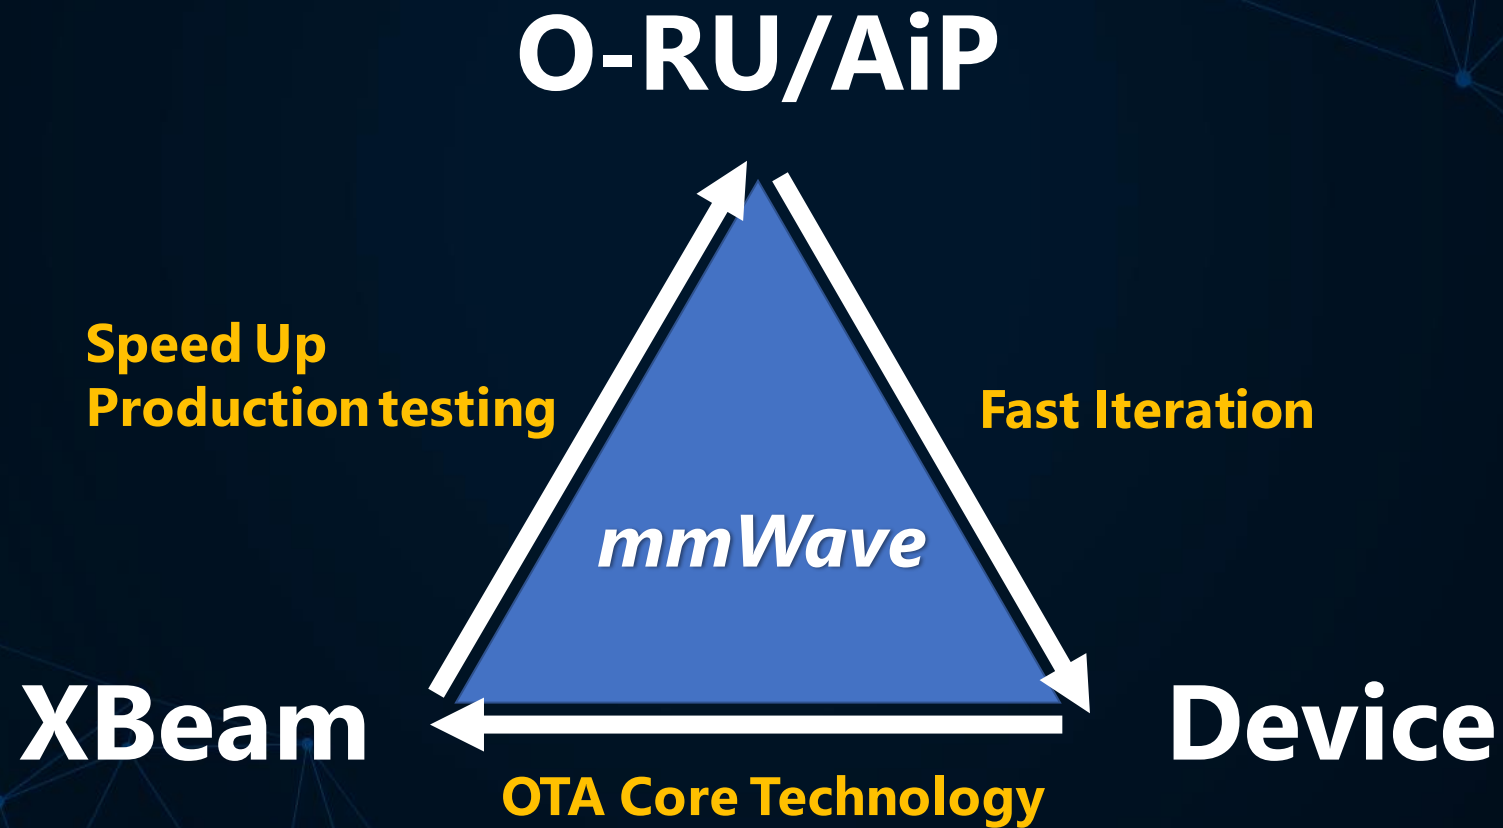 O-RU/AiP
Speed Up
Production testing
Fast Iteration
mmWave
XBeam
Device
OTA Core Technology